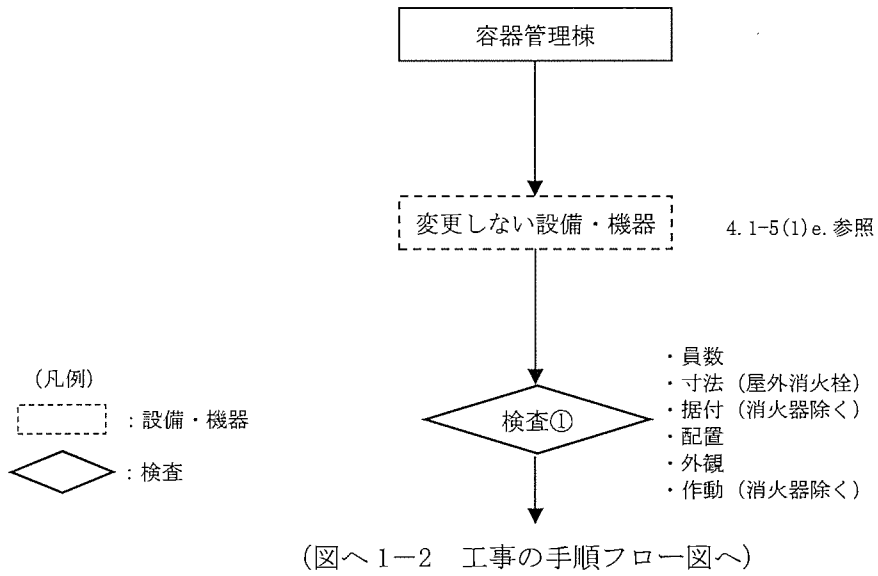 容器管理棟
変更しない設備・機器
4.1-5(1)e.参照
検査①
・員数
・寸法（屋外消火栓）
・据付（消火器除く）
・配置
・外観
・作動（消火器除く）
（凡例）
：設備・機器
：検査
（図へ1－2　工事の手順フロー図へ）